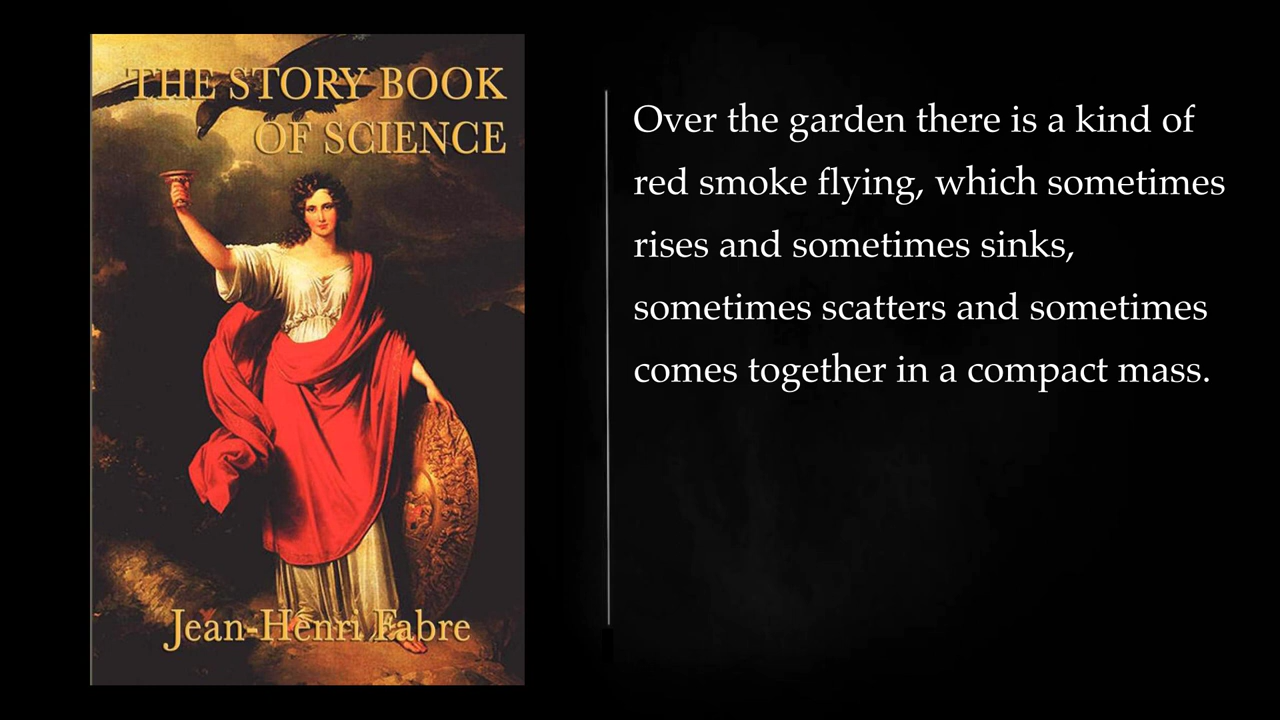 THE STORY BOOK
OF SCIENCE
Jean-Henri Fabre
Over the garden there is a kind of
red smoke flying, which sometimes
rises and sometimes sinks,
sometimes scatters and sometimes
comes together in a compact mass.